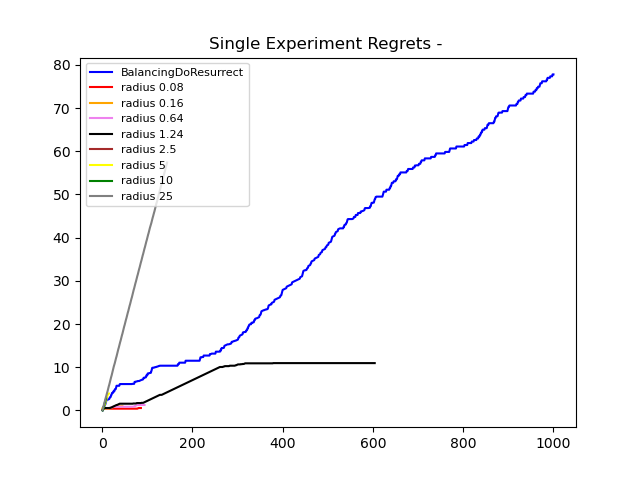 Single Experiment Regrets -
80
70
60
50
40
30
20
10
0
BalancingDoResurrect
radius 0.08
radius 0.16
radius 0.64
radius 1.24
radius 2.5
radius 5
radius 10
radius 25
0 200 400 600 800 1000